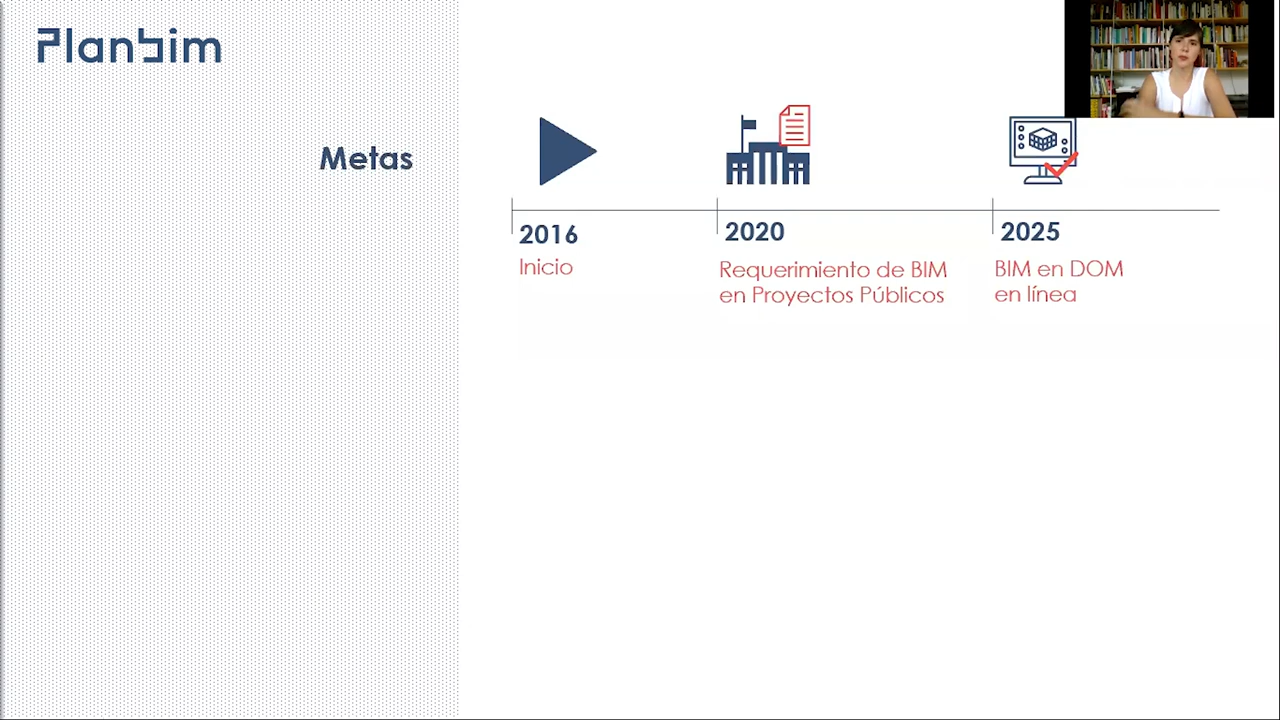 Planbim
Metas
2016
Inicio
2020
Requerimiento de BIM
en Proyectos Públicos
2025
BIM en DOM
en línea